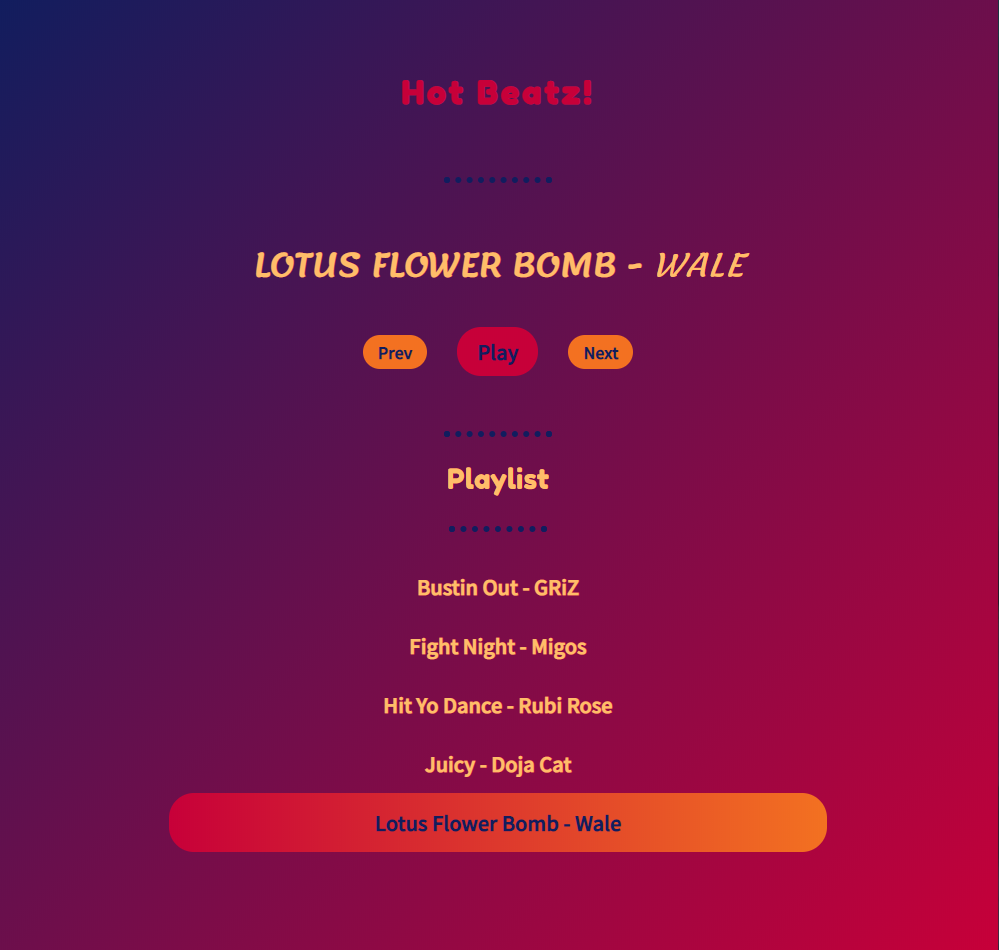 Hot Beatz!
LOTUS FLOWER BOMB - WALE
Prev Play Next
Playlist
Bustin Out - GRiZ
Fight Night - Migos
Hit Yo Dance - Rubi Rose
Juicy - Doja Cat
Lotus Flower Bomb - Wale